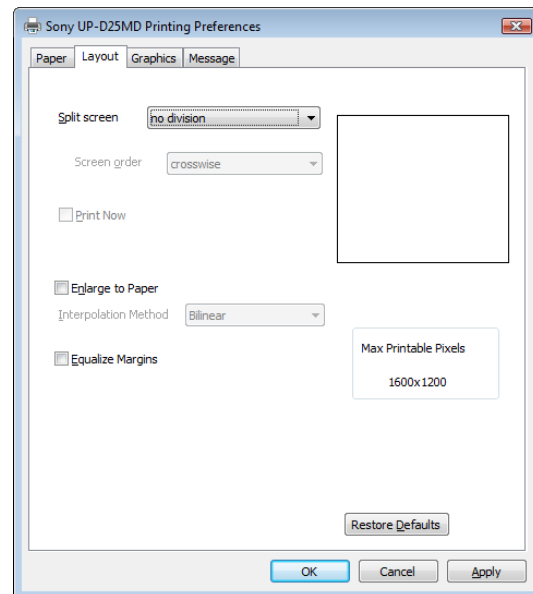 Sony UP-D25MD Printing Preferences
Paper Layout Graphics Message
Split screen no division
Screen order crosswise
Print Now
Enlarge to Paper
Interpolation Method Bilinear
Equalize Margins
Max Printable Pixels
1600x1200
Restore Defaults
OK Cancel Apply